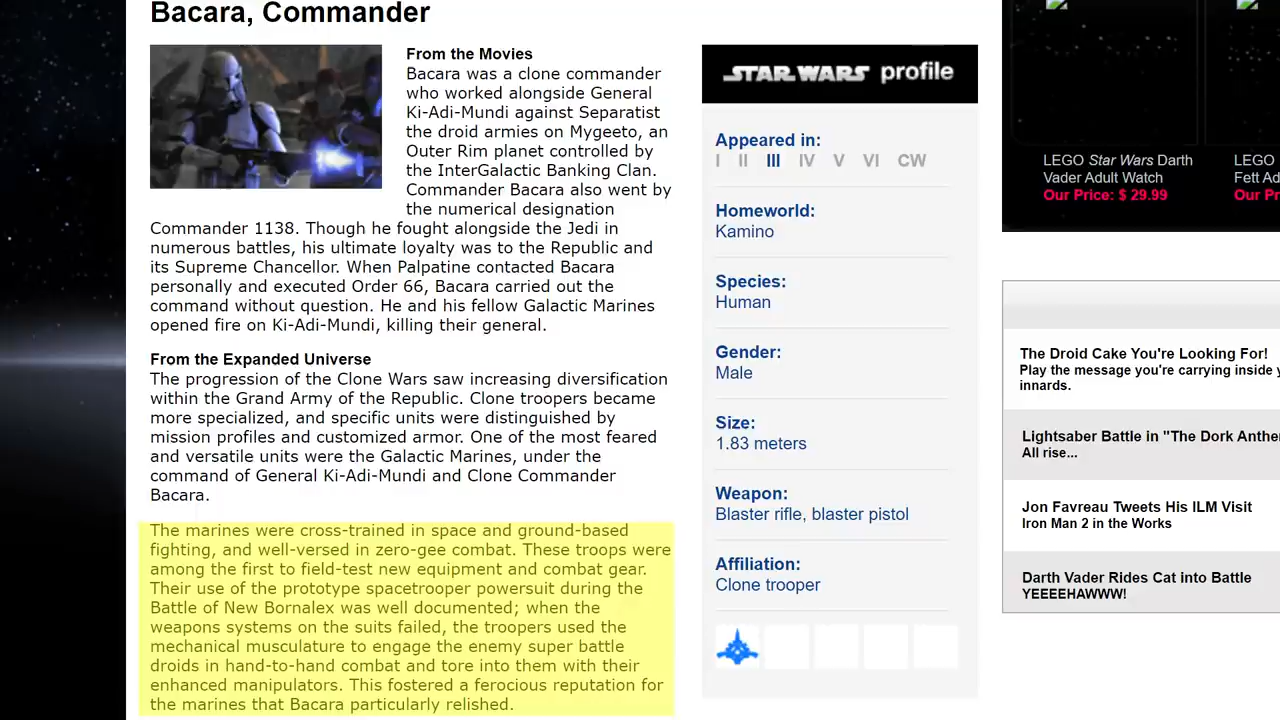 Bacara, Commander
From the Movies
Bacara was a clone commander
who worked alongside General
Ki-Adi-Mundi against Separatist
the droid armies on Mygeeto, an
Outer Rim planet controlled by
the InterGalactic Banking Clan.
Commander Bacara also went by
the numerical designation
Commander 1138. Though he fought alongside the Jedi in
numerous battles, his ultimate loyalty was to the Republic and
its Supreme Chancellor. When Palpatine contacted Bacara
personally and executed Order 66, Bacara carried out the
command without question. He and his fellow Galactic Marines
opened fire on Ki-Adi-Mundi, killing their general.
From the Expanded Universe
The progression of the Clone Wars saw increasing diversification
within the Grand Army of the Republic. Clone troopers became
more specialized, and specific units were distinguished by
mission profiles and customized armor. One of the most feared
and versatile units were the Galactic Marines, under the
command of General Ki-Adi-Mundi and Clone Commander
Bacara.
The marines were cross-trained in space and ground-based
fighting, and well-versed in zero-gee combat. These troops were
among the first to field-test new equipment and combat gear.
Their use of the prototype spacetrooper powersuit during the
Battle of New Bornalex was well documented; when the
weapons systems on the suits failed, the troopers used the
mechanical musculature to engage the enemy super battle
droids in hand-to-hand combat and tore into them with their
enhanced manipulators. This fostered a ferocious reputation for
the marines that Bacara particularly relished.
STAR WARS profile
Appeared in:
I II III IV V VI CW
Homeworld:
Kamino
Species:
Human
Gender:
Male
Size:
1.83 meters
Weapon:
Blaster rifle, blaster pistol
Affiliation:
Clone trooper
LEGO Star Wars Darth
Vader Adult Watch
Our Price: $ 29.99
LEGO
Fett Ad
Our Pr
The Droid Cake You're Looking For!
Play the message you're carrying inside y
innards.
Lightsaber Battle in "The Dork Anthe
All rise...
Jon Favreau Tweets His ILM Visit
Iron Man 2 in the Works
Darth Vader Rides Cat into Battle
YEEEEHAWWW!